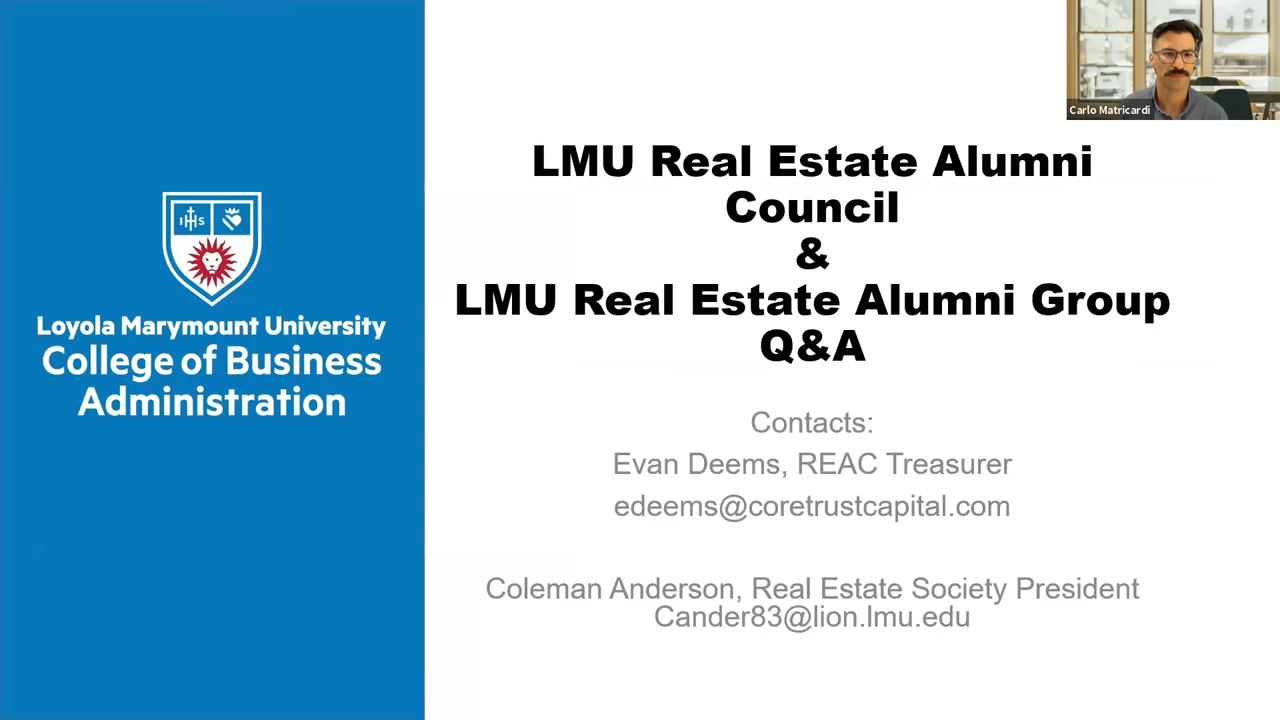 Carlo Matricardi
LMU Real Estate Alumni
Council
&
LMU Real Estate Alumni Group
Q&A
IHS
Loyola Marymount University
College of Business
Administration
Contacts:
Evan Deems, REAC Treasurer
edeems@coretrustcapital.com
Coleman Anderson, Real Estate Society President
Cander83@lion.lmu.edu